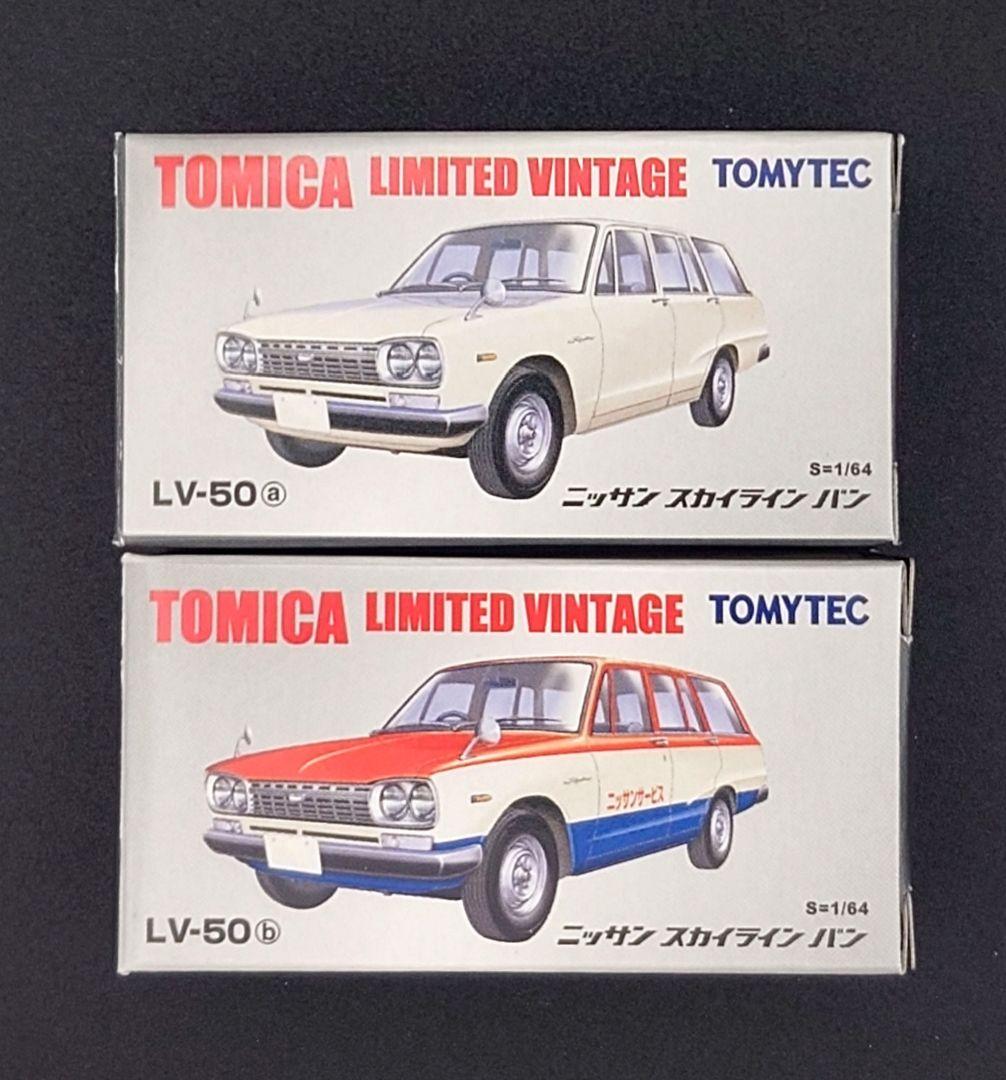 TOMICA LIMITED VINTAGE TOMYTEC
S=1/64
LV-50ⓐ ニッサン スカイライン バン
TOMICA LIMITED VINTAGE TOMYTEC
ニッサンサービス
S=1/64
LV-50ⓑ ニッサン スカイライン バン